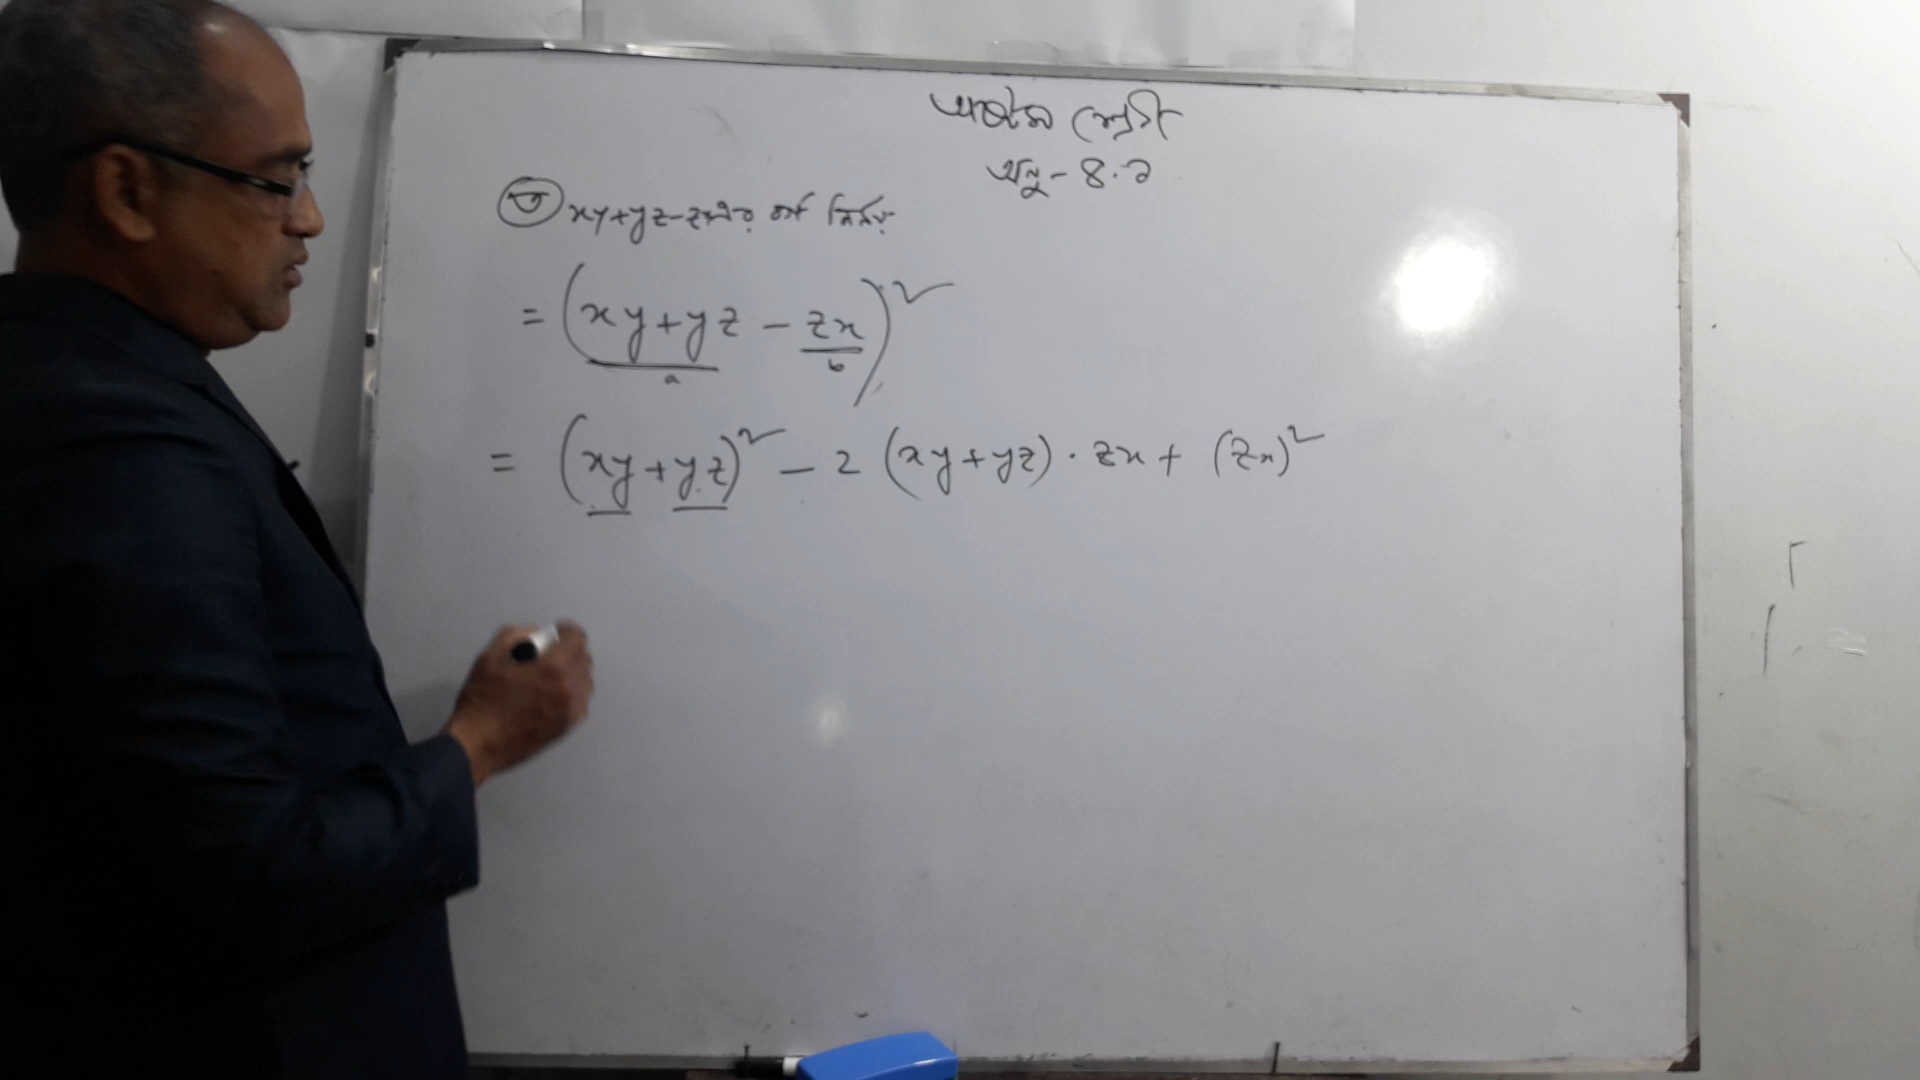 অষ্টম শ্রেণী
অনু - ৪.১
ত xy+yz-zx এর বর্গ নির্ণয়
= (xy+yz - zx)²
a b
= (xy+yz)² - 2 (xy+yz) . zx + (zx)²